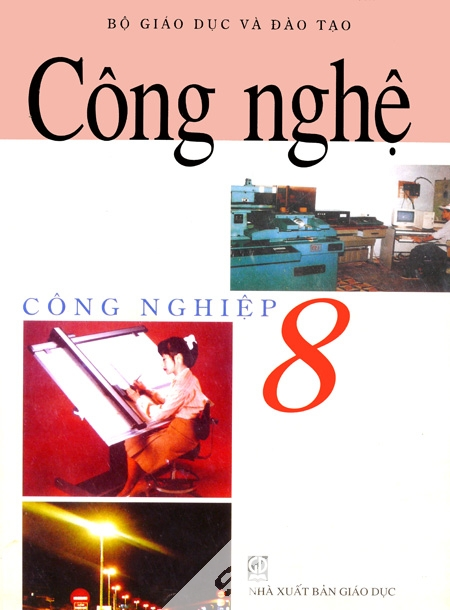 BỘ GIÁO DỤC VÀ ĐÀO TẠO
Công nghệ
CÔNG NGHIỆP
8
NHÀ XUẤT BẢN GIÁO DỤC